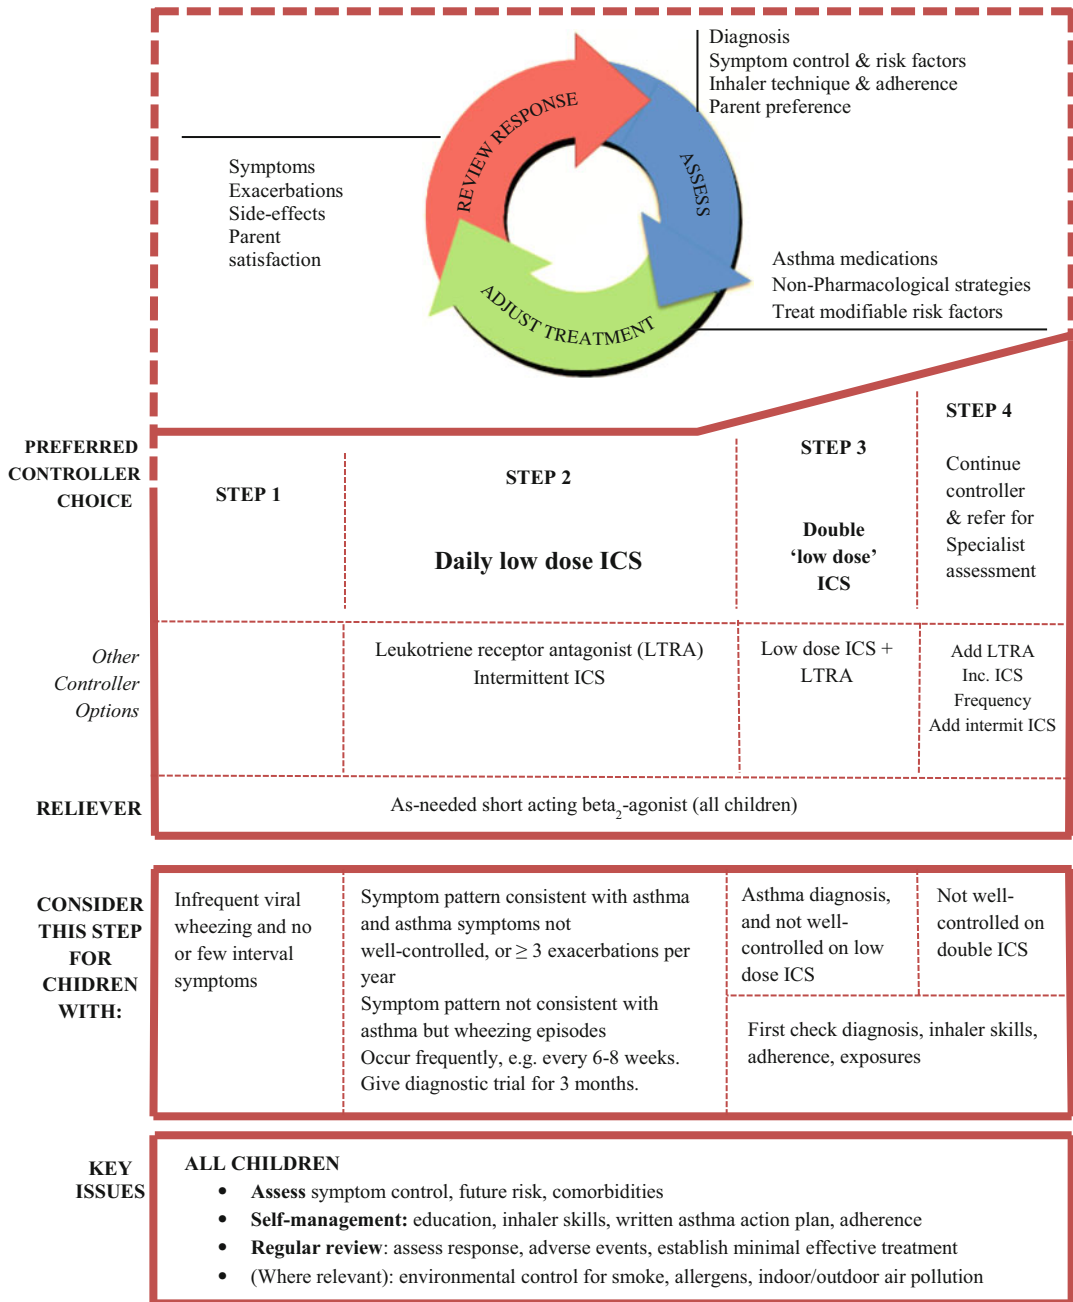 Diagnosis
Symptom control & risk factors
Inhaler technique & adherence
Parent preference
REVIEW RESPONSE
ASSESS
ADJUST TREATMENT
Symptoms
Exacerbations
Side-effects
Parent
satisfaction
Asthma medications
Non-Pharmacological strategies
Treat modifiable risk factors
PREFERRED
CONTROLLER
CHOICE
STEP 1
STEP 2
Daily low dose ICS
STEP 3
Double
‘low dose’
ICS
STEP 4
Continue
controller
& refer for
Specialist
assessment
Other
Controller
Options
Leukotriene receptor antagonist (LTRA)
Intermittent ICS
Low dose ICS +
LTRA
Add LTRA
Inc. ICS
Frequency
Add intermit ICS
RELIEVER
As-needed short acting beta₂-agonist (all children)
CONSIDER
THIS STEP
FOR
CHIDREN
WITH:
Infrequent viral
wheezing and no
or few interval
symptoms
Symptom pattern consistent with asthma
and asthma symptoms not
well-controlled, or ≥ 3 exacerbations per
year
Symptom pattern not consistent with
asthma but wheezing episodes
Occur frequently, e.g. every 6-8 weeks.
Give diagnostic trial for 3 months.
Asthma diagnosis,
and not well-
controlled on low
dose ICS
Not well-
controlled on
double ICS
First check diagnosis, inhaler skills,
adherence, exposures
KEY
ISSUES
ALL CHILDREN
• Assess symptom control, future risk, comorbidities
• Self-management: education, inhaler skills, written asthma action plan, adherence
• Regular review: assess response, adverse events, establish minimal effective treatment
• (Where relevant): environmental control for smoke, allergens, indoor/outdoor air pollution